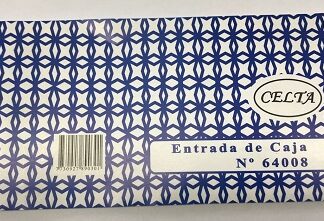 CELTA
Entrada de Caja
Nº 64008